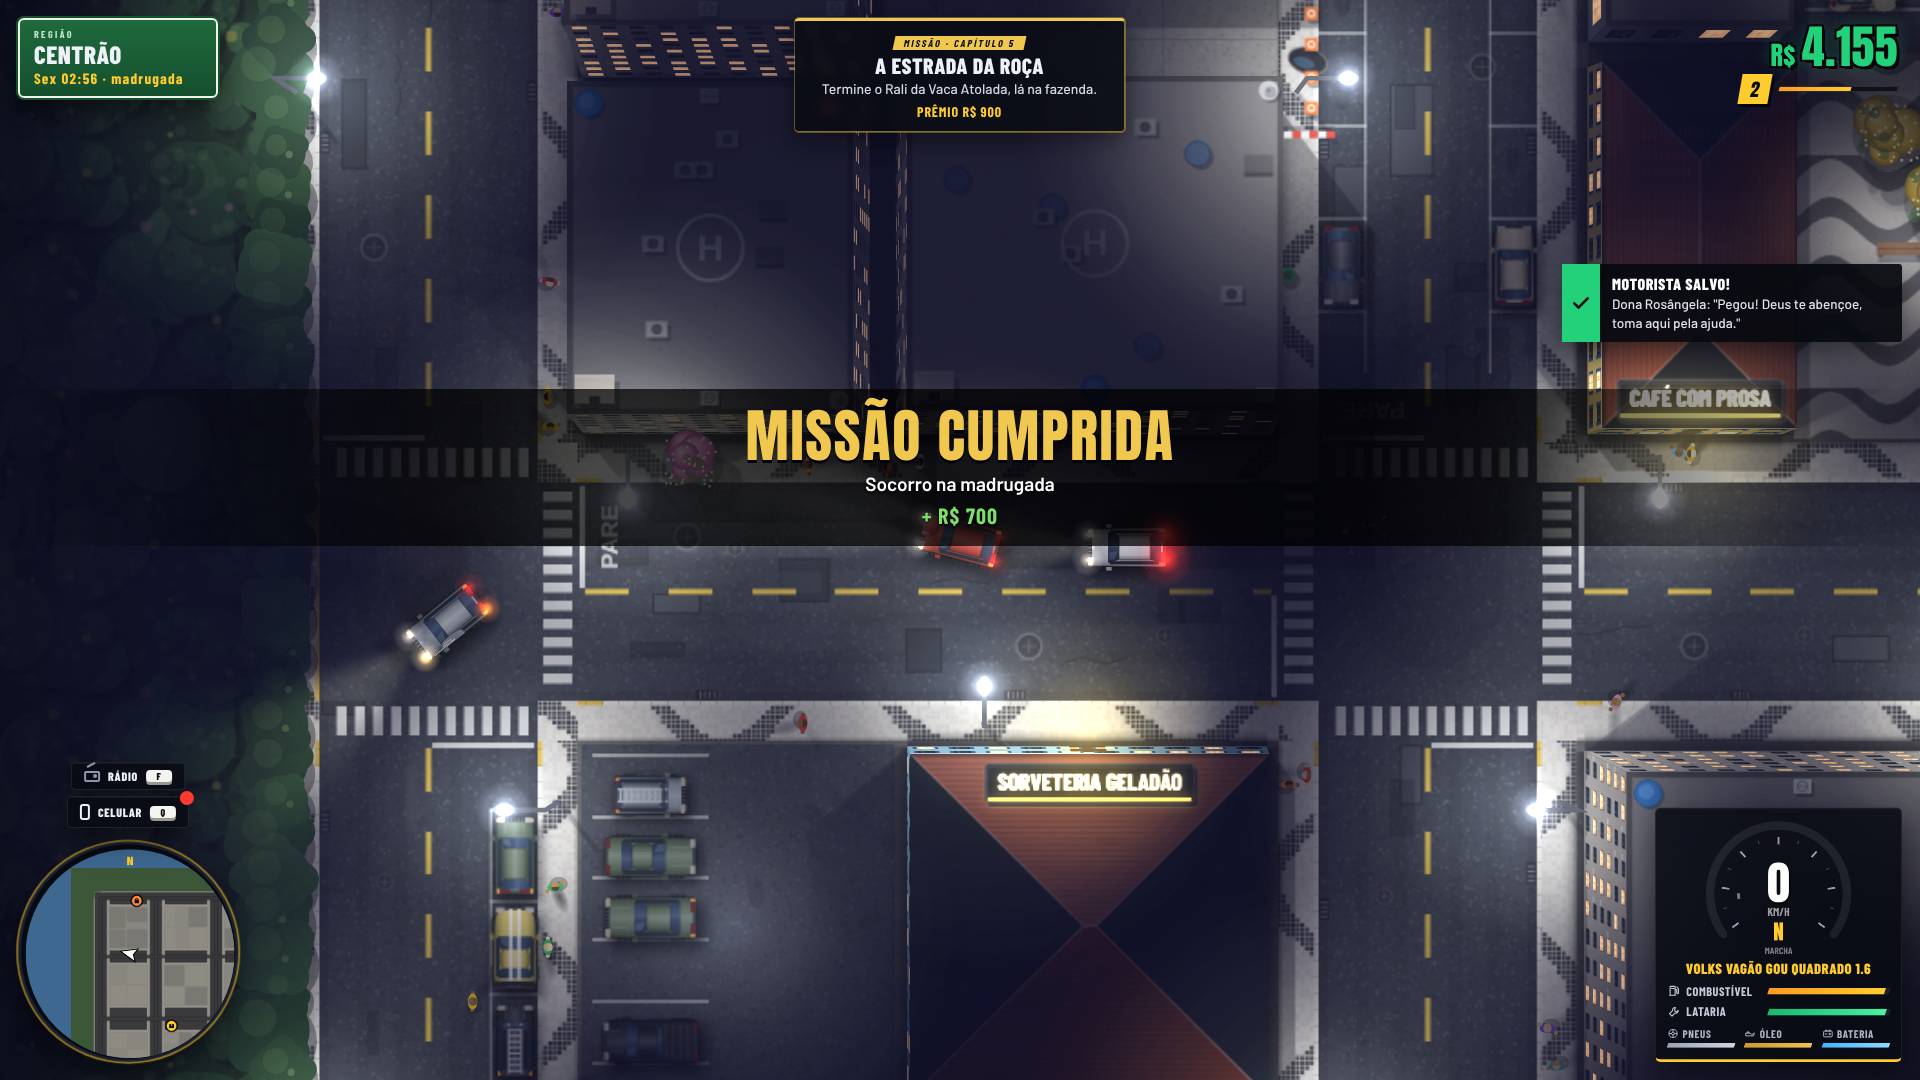 REGIÃO
CENTRÃO
Sex 02:56 · madrugada
MISSÃO · CAPÍTULO 5
A ESTRADA DA ROÇA
Termine o Rali da Vaca Atolada, lá na fazenda.
PRÊMIO R$ 900
R$ 4.155
2
H
H
MOTORISTA SALVO!
Dona Rosângela: "Pegou! Deus te abençoe,
toma aqui pela ajuda."
CAFÉ COM PROSA
PARE
MISSÃO CUMPRIDA
Socorro na madrugada
+ R$ 700
PARE
SORVETERIA GELADÃO
RÁDIO F
CELULAR Q
N
0
KM/H
N
MARCHA
VOLKS VAGÃO GOU QUADRADO 1.6
COMBUSTÍVEL
LATARIA
PNEUS
ÓLEO
BATERIA